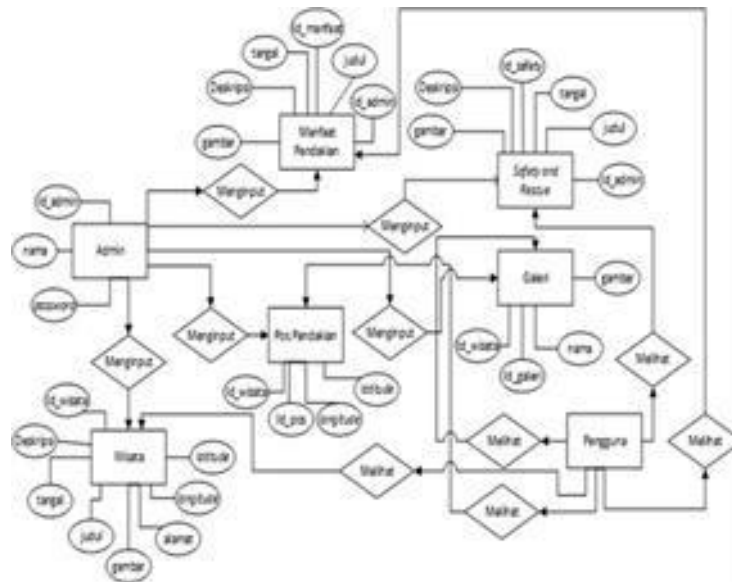 id_manfaat
tanggal
judul
Deskripsi
id_admin
gambar
Manfaat
Pendakian
id_safety
Deskripsi
tanggal
gambar
judul
Safety and
Rescue
id_admin
Menginput
Menginput
id_admin
nama
Admin
password
Galeri
gambar
Menginput
Pos Pendakian
Menginput
Menginput
id_wisata
nama
id_galeri
id_wisata
latitude
id_pos
longitude
Melihat
id_wisata
Deskripsi
Wisata
latitude
Melihat
Pengguna
Melihat
Melihat
tanggal
longitude
judul
alamat
gambar
Melihat